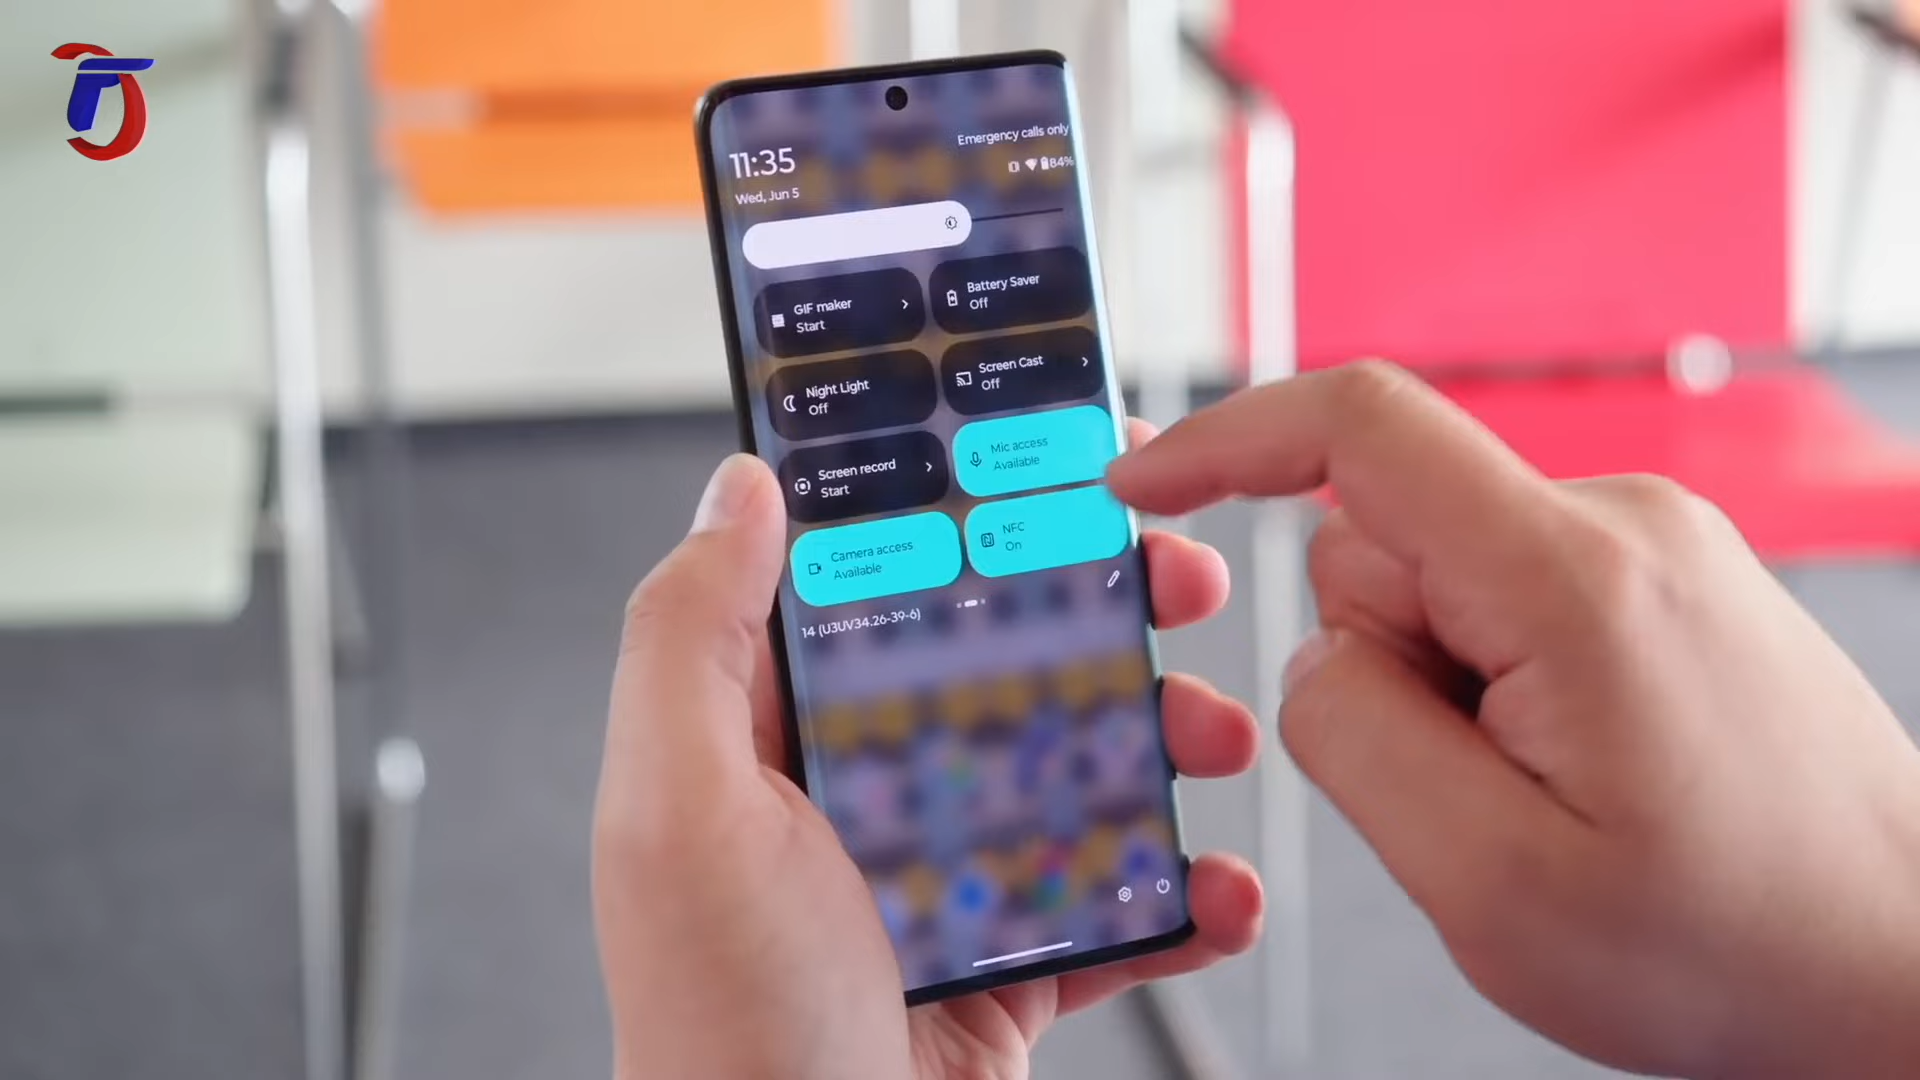 Emergency calls only
11:35
84%
Wed, Jun 5
GIF maker
Start
Battery Saver
Off
Night Light
Off
Screen Cast
Off
Screen record
Start
Mic access
Available
Camera access
Available
NFC
On
14 (U3UV34.26-39-6)